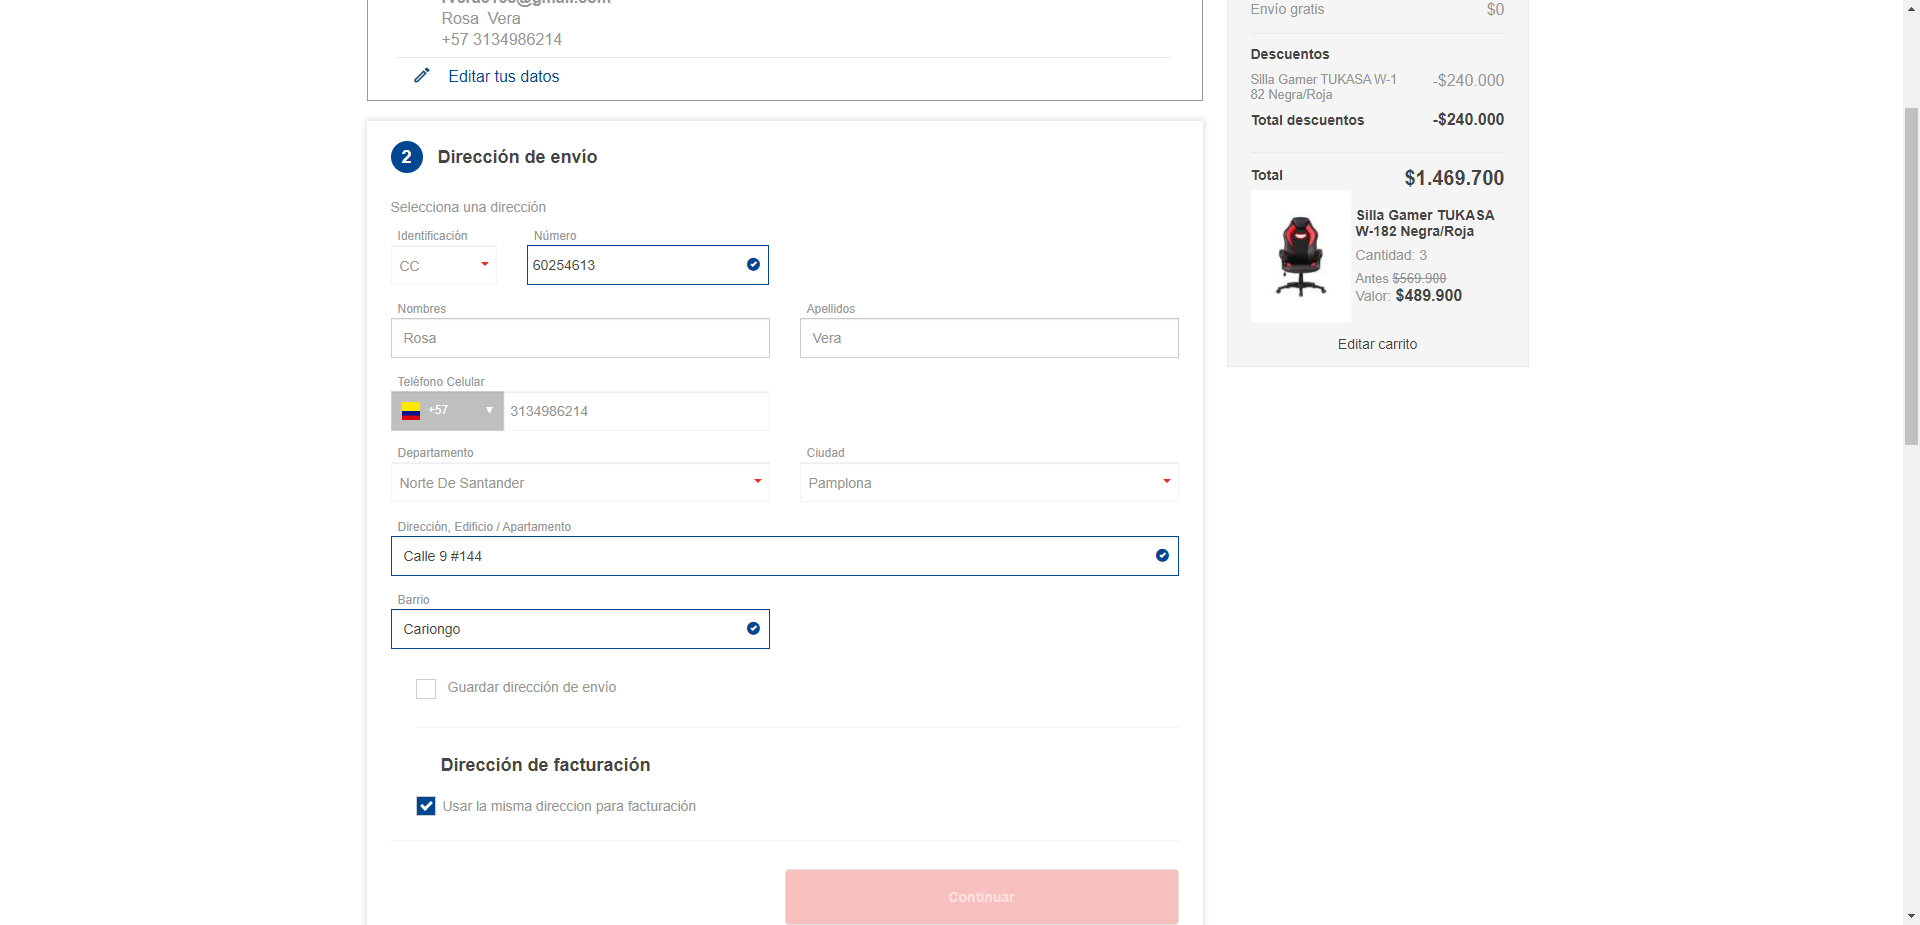 Rosa Vera
+57 3134986214
Editar tus datos
2 Dirección de envío
Selecciona una dirección
Identificación
Número
CC
60254613
Nombres
Apellidos
Rosa
Vera
Teléfono Celular
+57
3134986214
Departamento
Ciudad
Norte De Santander
Pamplona
Dirección, Edificio / Apartamento
Calle 9 #144
Barrio
Cariongo
Guardar dirección de envío
Dirección de facturación
Usar la misma direccion para facturación
Continuar
Envío gratis $0
Descuentos
Silla Gamer TUKASA W-1 -$240.000
82 Negra/Roja
Total descuentos -$240.000
Total $1.469.700
Silla Gamer TUKASA
W-182 Negra/Roja
Cantidad: 3
Antes $569.900
Valor: $489.900
Editar carrito